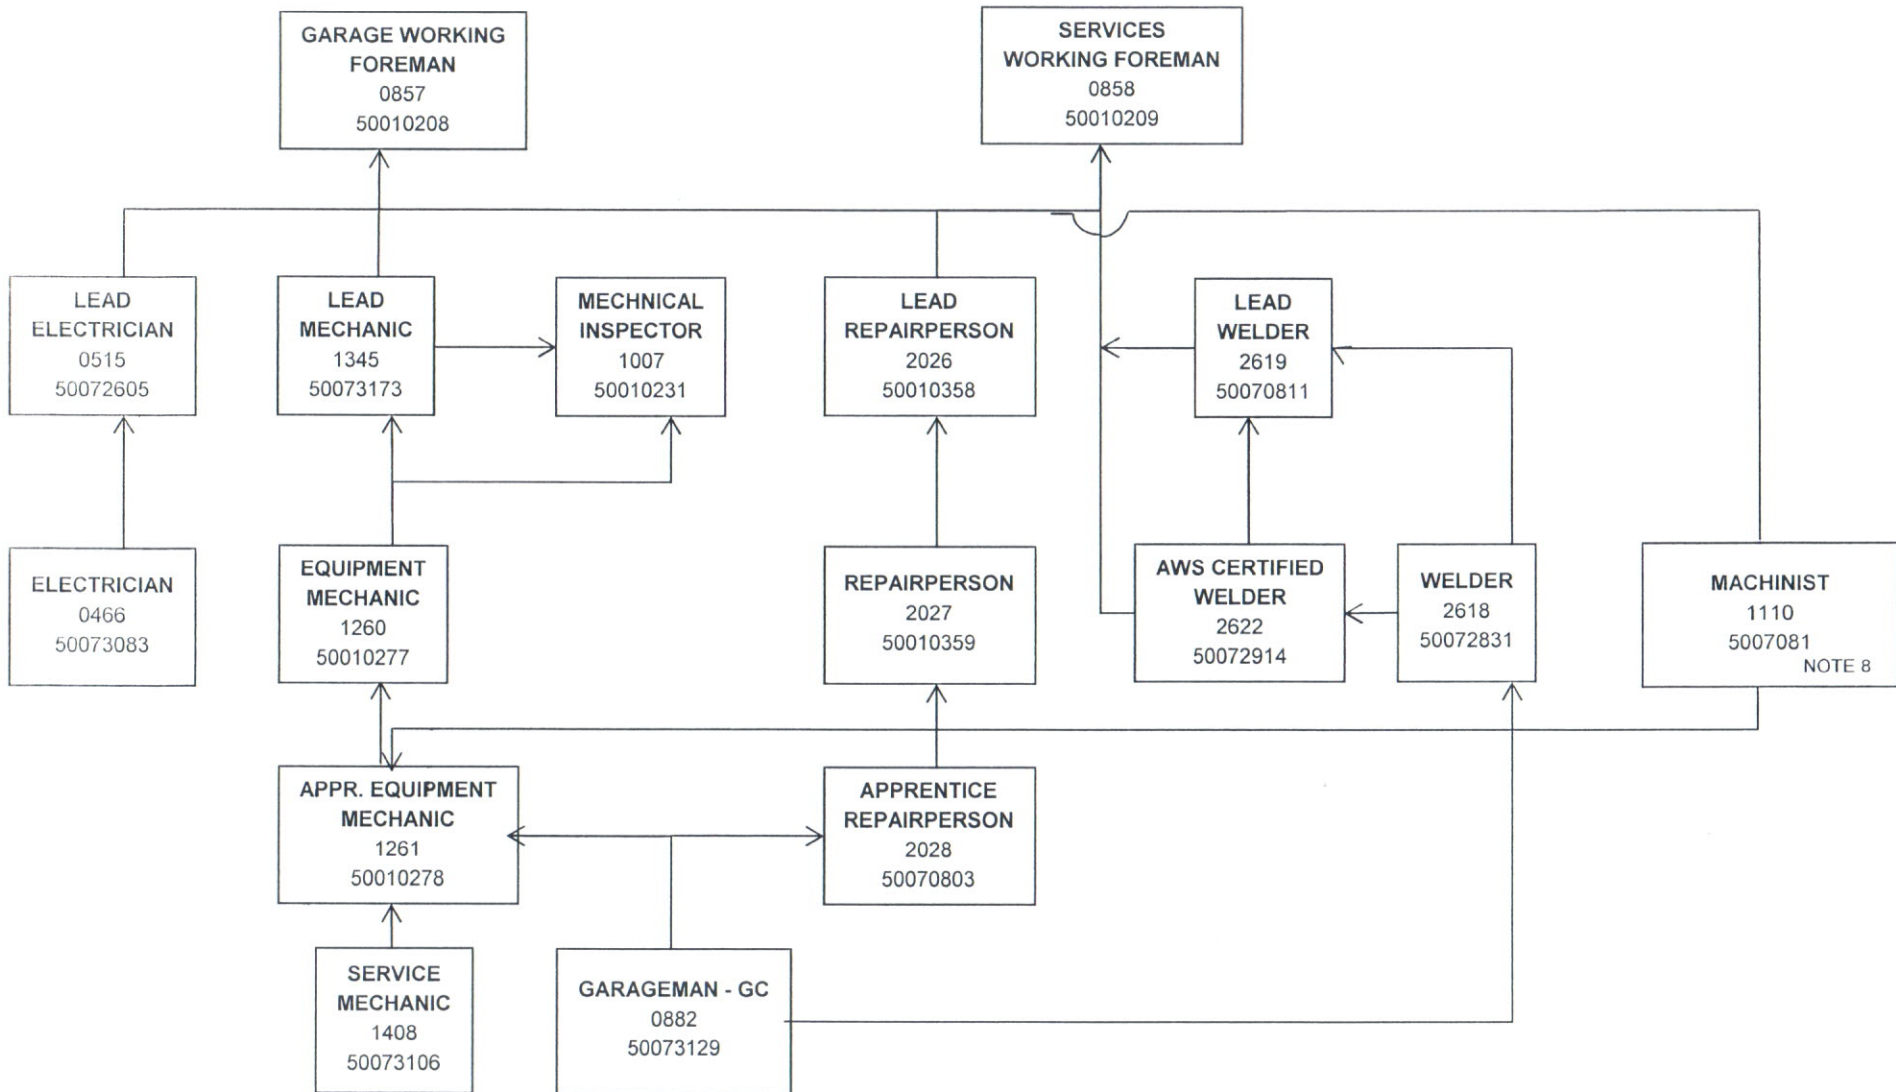 GARAGE WORKING
FOREMAN
0857
50010208
SERVICES
WORKING FOREMAN
0858
50010209
LEAD
ELECTRICIAN
0515
50072605
LEAD
MECHANIC
1345
50073173
MECHNICAL
INSPECTOR
1007
50010231
LEAD
REPAIRPERSON
2026
50010358
LEAD
WELDER
2619
50070811
ELECTRICIAN
0466
50073083
EQUIPMENT
MECHANIC
1260
50010277
REPAIRPERSON
2027
50010359
AWS CERTIFIED
WELDER
2622
50072914
WELDER
2618
50072831
MACHINIST
1110
5007081
NOTE 8
APPR. EQUIPMENT
MECHANIC
1261
50010278
APPRENTICE
REPAIRPERSON
2028
50070803
SERVICE
MECHANIC
1408
50073106
GARAGEMAN - GC
0882
50073129